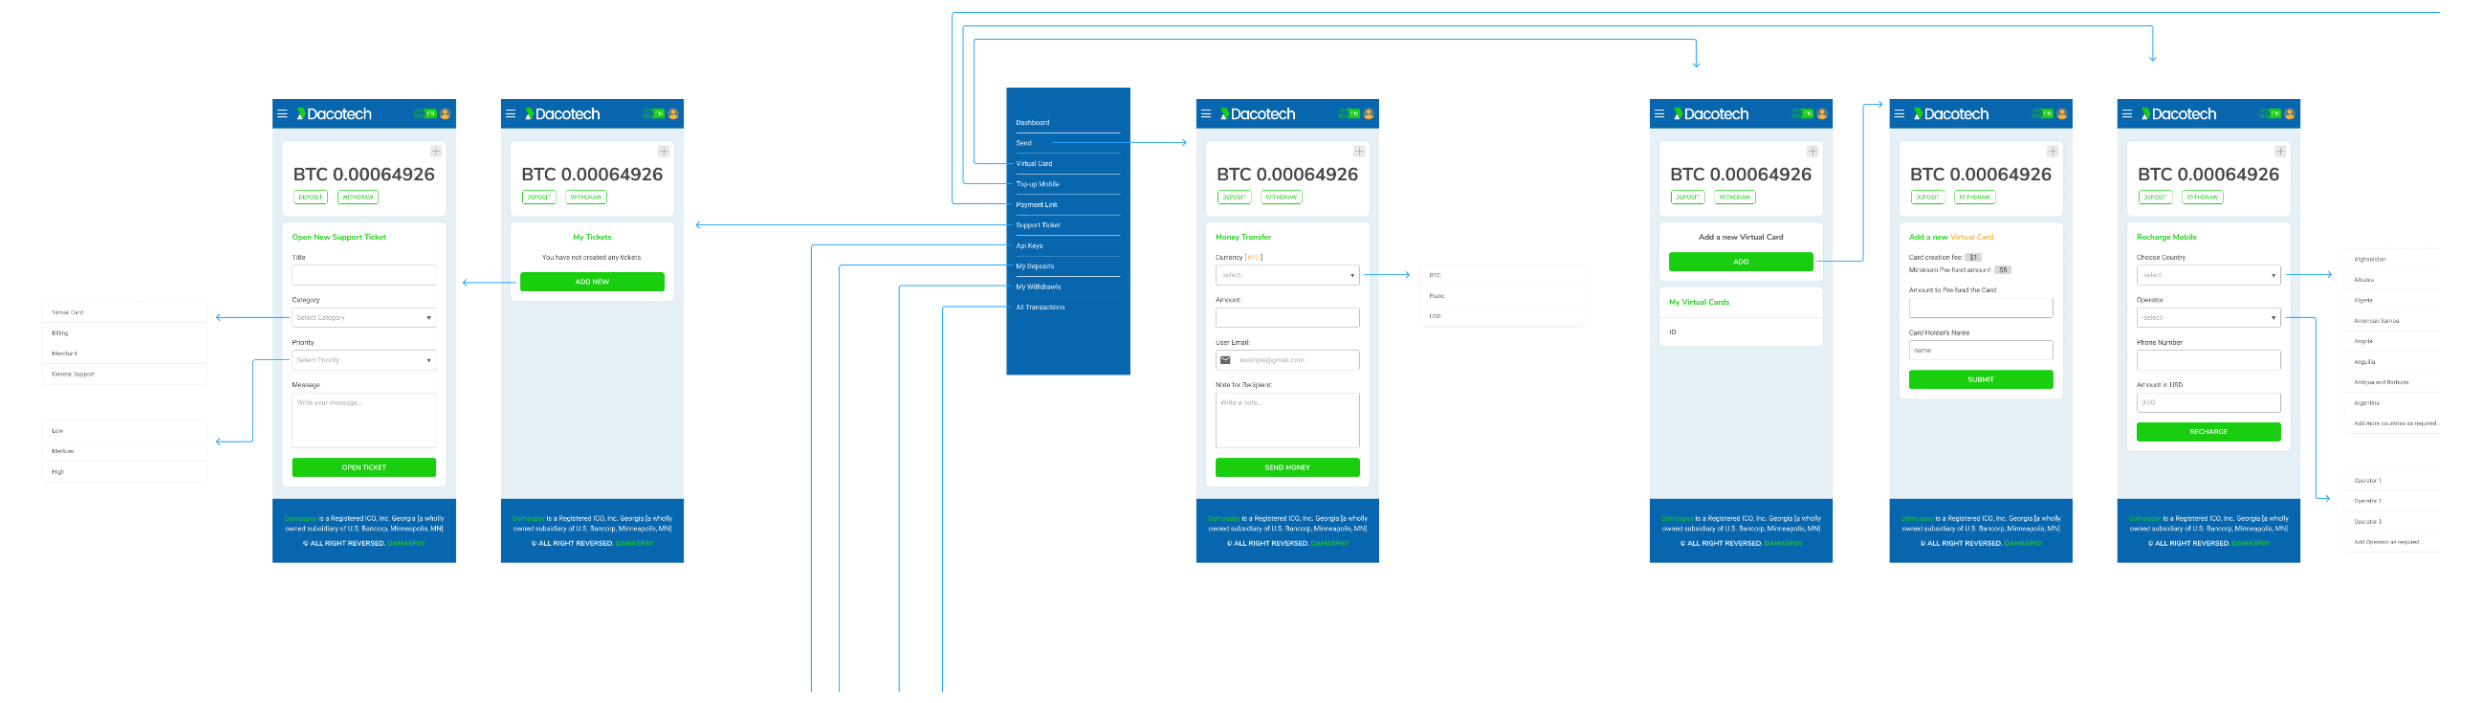 Virtual Card
Billing
Merchant
General Support
Low
Medium
High
Dacotech
EN
BTC 0.00064926
DEPOSIT
WITHDRAW
Open New Support Ticket
Title
Category
Select Category
Priority
Select Priority
Message
Write your message...
OPEN TICKET
Damaspay is a Registered ICO, Inc. Georgia [a wholly
owned subsidiary of U.S. Bancorp, Minneapolis, MN]
© ALL RIGHT REVERSED. DAMASPAY
Dacotech
EN
BTC 0.00064926
DEPOSIT
WITHDRAW
My Tickets
You have not created any tickets.
ADD NEW
Damaspay is a Registered ICO, Inc. Georgia [a wholly
owned subsidiary of U.S. Bancorp, Minneapolis, MN]
© ALL RIGHT REVERSED. DAMASPAY
Dashboard
Send
Virtual Card
Top-up Mobile
Payment Link
Support Ticket
Api Keys
My Deposits
My Withdrawls
All Transactions
Dacotech
EN
BTC 0.00064926
DEPOSIT
WITHDRAW
Money Transfer
Currency [BTC]
-select-
Amount:
User Email:
example@gmail.com
Note for Recipient:
Write a note...
SEND MONEY
Damaspay is a Registered ICO, Inc. Georgia [a wholly
owned subsidiary of U.S. Bancorp, Minneapolis, MN]
© ALL RIGHT REVERSED. DAMASPAY
BTC
Franc
USD
Dacotech
EN
BTC 0.00064926
DEPOSIT
WITHDRAW
Add a new Virtual Card
ADD
My Virtual Cards
ID
Damaspay is a Registered ICO, Inc. Georgia [a wholly
owned subsidiary of U.S. Bancorp, Minneapolis, MN]
© ALL RIGHT REVERSED. DAMASPAY
Dacotech
EN
BTC 0.00064926
DEPOSIT
WITHDRAW
Add a new Virtual Card
Card creation fee: $1
Minimum Pre-fund amount: $5
Amount to Pre-fund the Card:
Card Holder's Name
name
SUBMIT
Damaspay is a Registered ICO, Inc. Georgia [a wholly
owned subsidiary of U.S. Bancorp, Minneapolis, MN]
© ALL RIGHT REVERSED. DAMASPAY
Dacotech
EN
BTC 0.00064926
DEPOSIT
WITHDRAW
Recharge Mobile
Choose Country
-select-
Operator
-select-
Phone Number
Amount in USD
0.00
RECHARGE
Damaspay is a Registered ICO, Inc. Georgia [a wholly
owned subsidiary of U.S. Bancorp, Minneapolis, MN]
© ALL RIGHT REVERSED. DAMASPAY
Afghanistan
Albania
Algeria
American Samoa
Angola
Anguilla
Antigua and Barbuda
Argentina
Add more countries as required..
Operator 1
Operator 2
Operator 3
Add Operator as required...